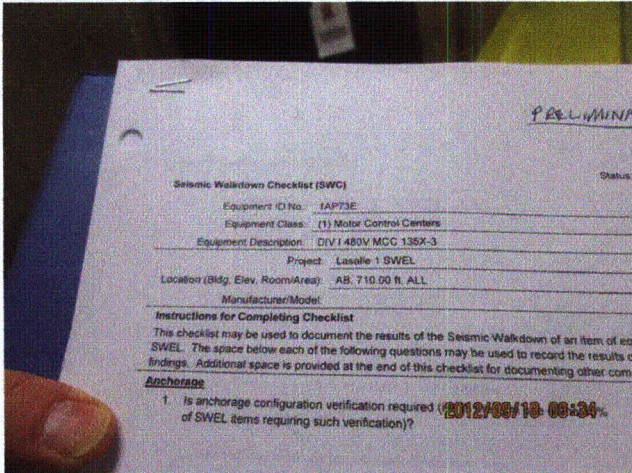 PRELIMINA
Status
Seismic Walkdown Checklist (SWC)
Equipment ID No.: 1AP73E
Equipment Class: (1) Motor Control Centers
Equipment Description: DIV I 480V MCC 135X-3
Project: Lasalle 1 SWEL
Location (Bldg, Elev, Room/Area): AB, 710.00 ft, ALL
Manufacturer/Model:
Instructions for Completing Checklist
This checklist may be used to document the results of the Seismic Walkdown of an item of eq
SWEL. The space below each of the following questions may be used to record the results o
findings. Additional space is provided at the end of this checklist for documenting other com
Anchorage
1. Is anchorage configuration verification required (
of SWEL items requiring such verification)?
%